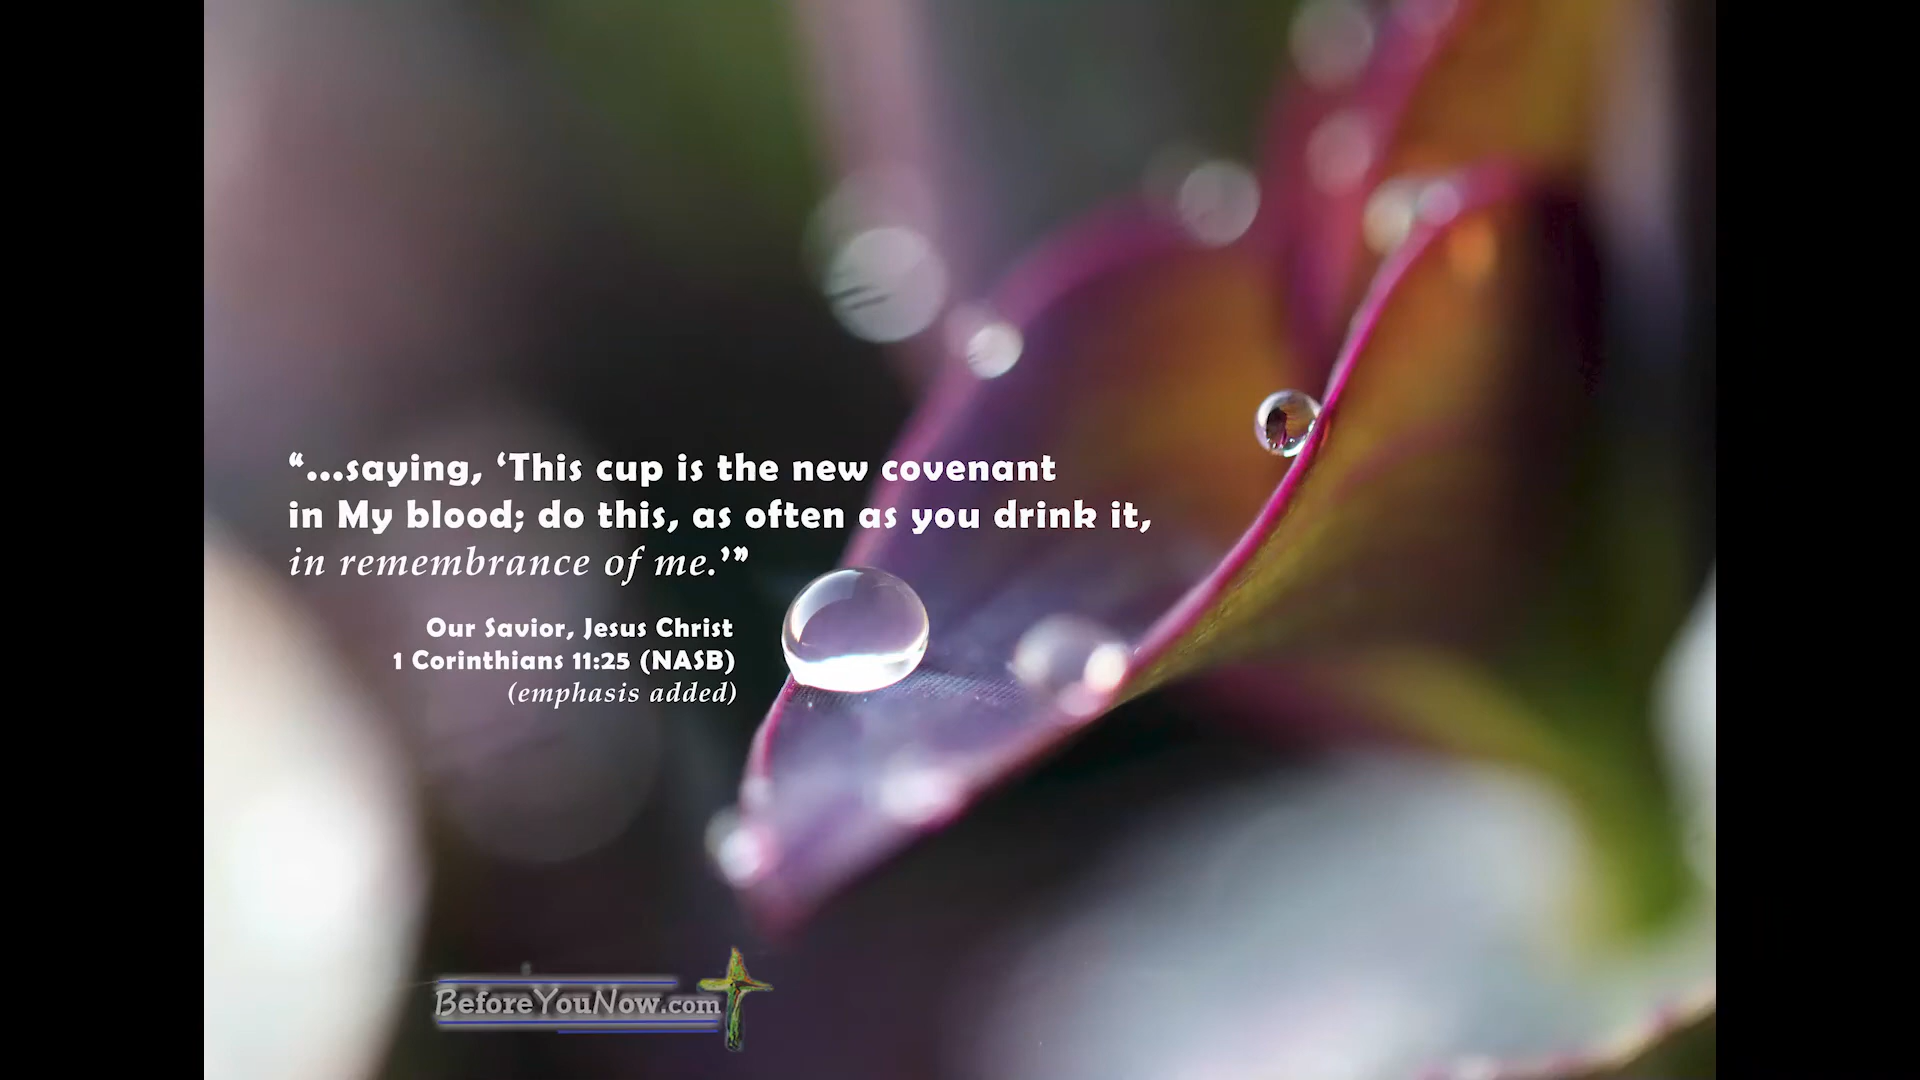 “...saying, ‘This cup is the new covenant
in My blood; do this, as often as you drink it,
in remembrance of me.’”
Our Savior, Jesus Christ
1 Corinthians 11:25 (NASB)
(emphasis added)
BeforeYouNow.com